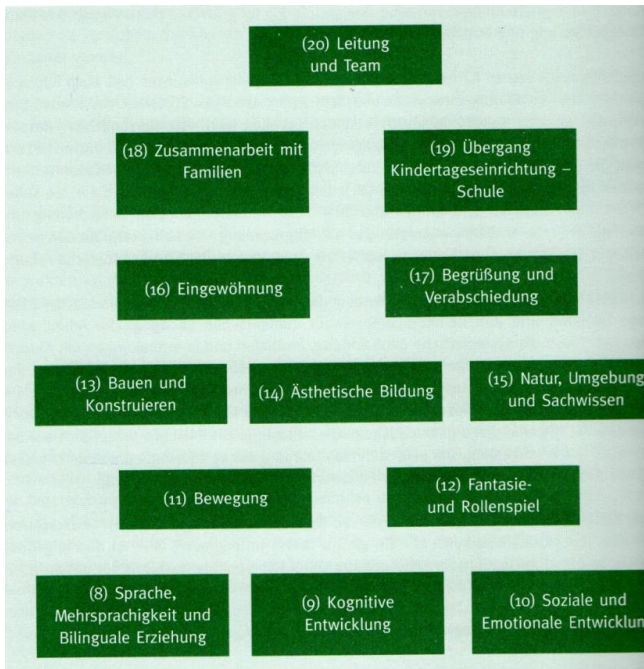 (20) Leitung
und Team
(18) Zusammenarbeit mit
Familien
(19) Übergang
Kindertageseinrichtung –
Schule
(16) Eingewöhnung
(17) Begrüßung und
Verabschiedung
(13) Bauen und
Konstruieren
(14) Ästhetische Bildung
(15) Natur, Umgebung
und Sachwissen
(11) Bewegung
(12) Fantasie-
und Rollenspiel
(8) Sprache,
Mehrsprachigkeit und
Bilinguale Erziehung
(9) Kognitive
Entwicklung
(10) Soziale und
Emotionale Entwicklun